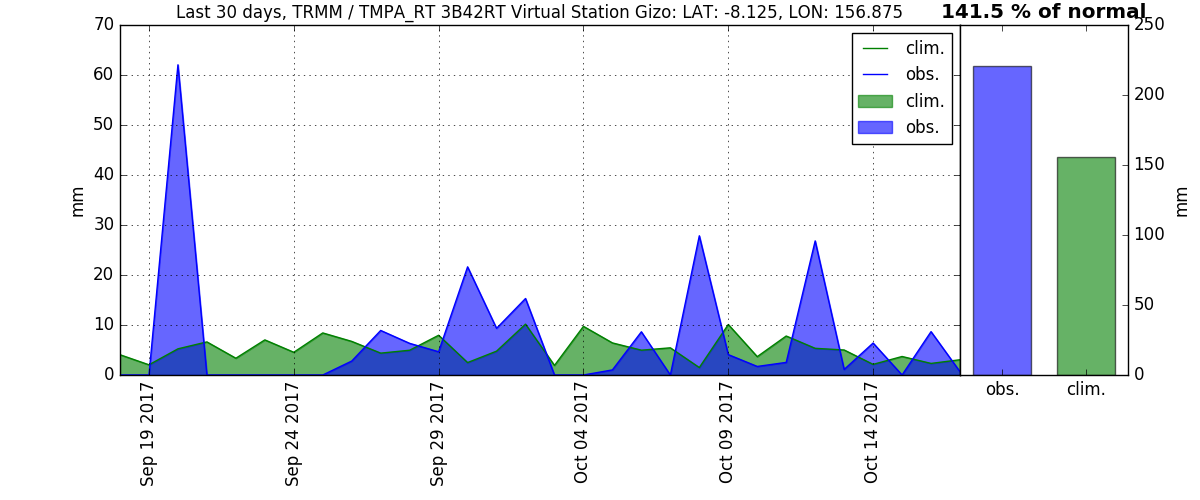 Last 30 days, TRMM / TMPA_RT 3B42RT Virtual Station Gizo: LAT: -8.125, LON: 156.875
141.5 % of normal
70
60
50
40
30
20
10
0
mm
clim.
obs.
clim.
obs.
Sep 19 2017
Sep 24 2017
Sep 29 2017
Oct 04 2017
Oct 09 2017
Oct 14 2017
250
200
150
100
50
0
mm
obs.
clim.